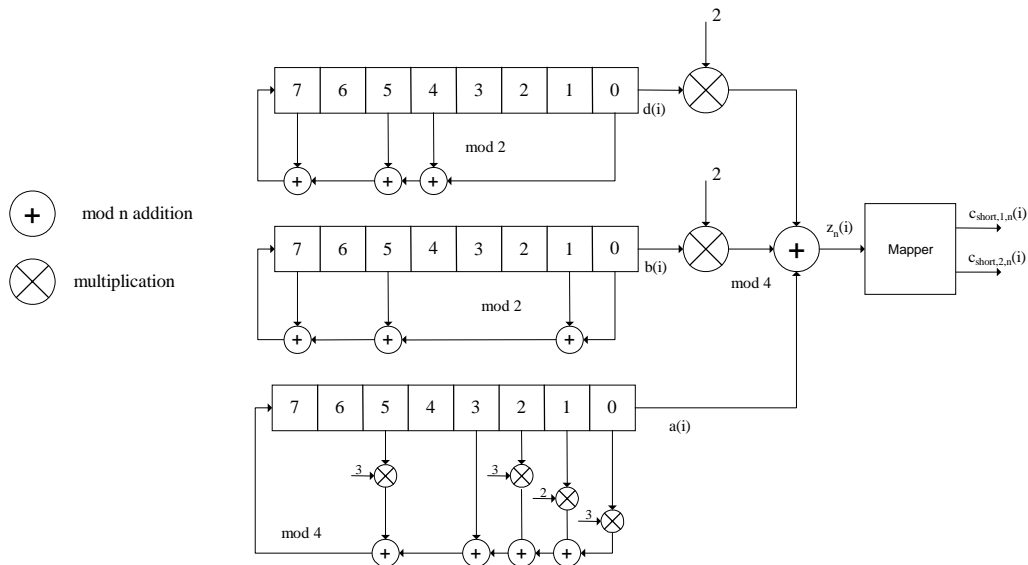 2
7 6 5 4 3 2 1 0
d(i)
mod 2
+ + +
2
+ mod n addition
multiplication
7 6 5 4 3 2 1 0
b(i)
mod 2
+ + +
+
mod 4
z_n(i)
Mapper
c_short,1,n(i)
c_short,2,n(i)
7 6 5 4 3 2 1 0
a(i)
3 3
2
3
mod 4
+ + + +